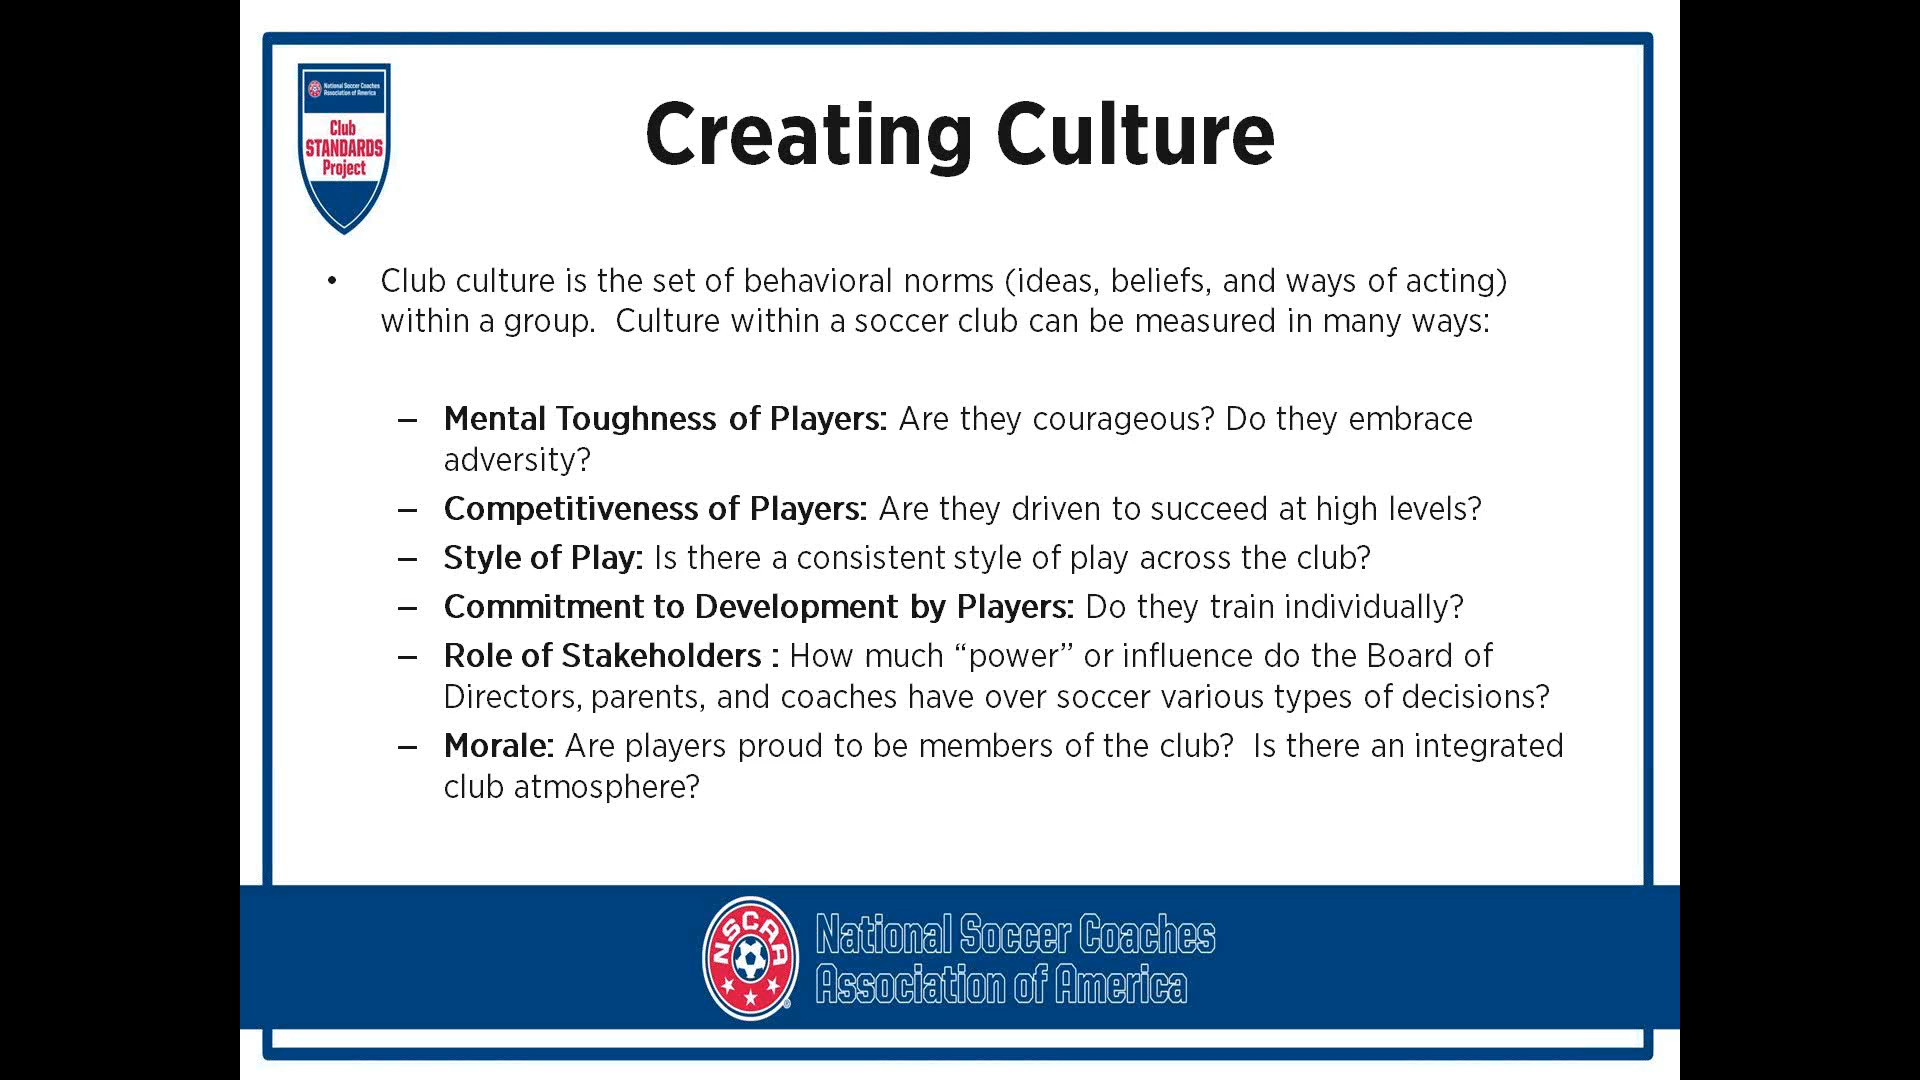 National Soccer Coaches
Association of America
Club
STANDARDS
Project
Creating Culture
• Club culture is the set of behavioral norms (ideas, beliefs, and ways of acting)
within a group.  Culture within a soccer club can be measured in many ways:
– Mental Toughness of Players: Are they courageous? Do they embrace
adversity?
– Competitiveness of Players: Are they driven to succeed at high levels?
– Style of Play: Is there a consistent style of play across the club?
– Commitment to Development by Players: Do they train individually?
– Role of Stakeholders : How much “power” or influence do the Board of
Directors, parents, and coaches have over soccer various types of decisions?
– Morale: Are players proud to be members of the club?  Is there an integrated
club atmosphere?
NSCAA
®
National Soccer Coaches
Association of America